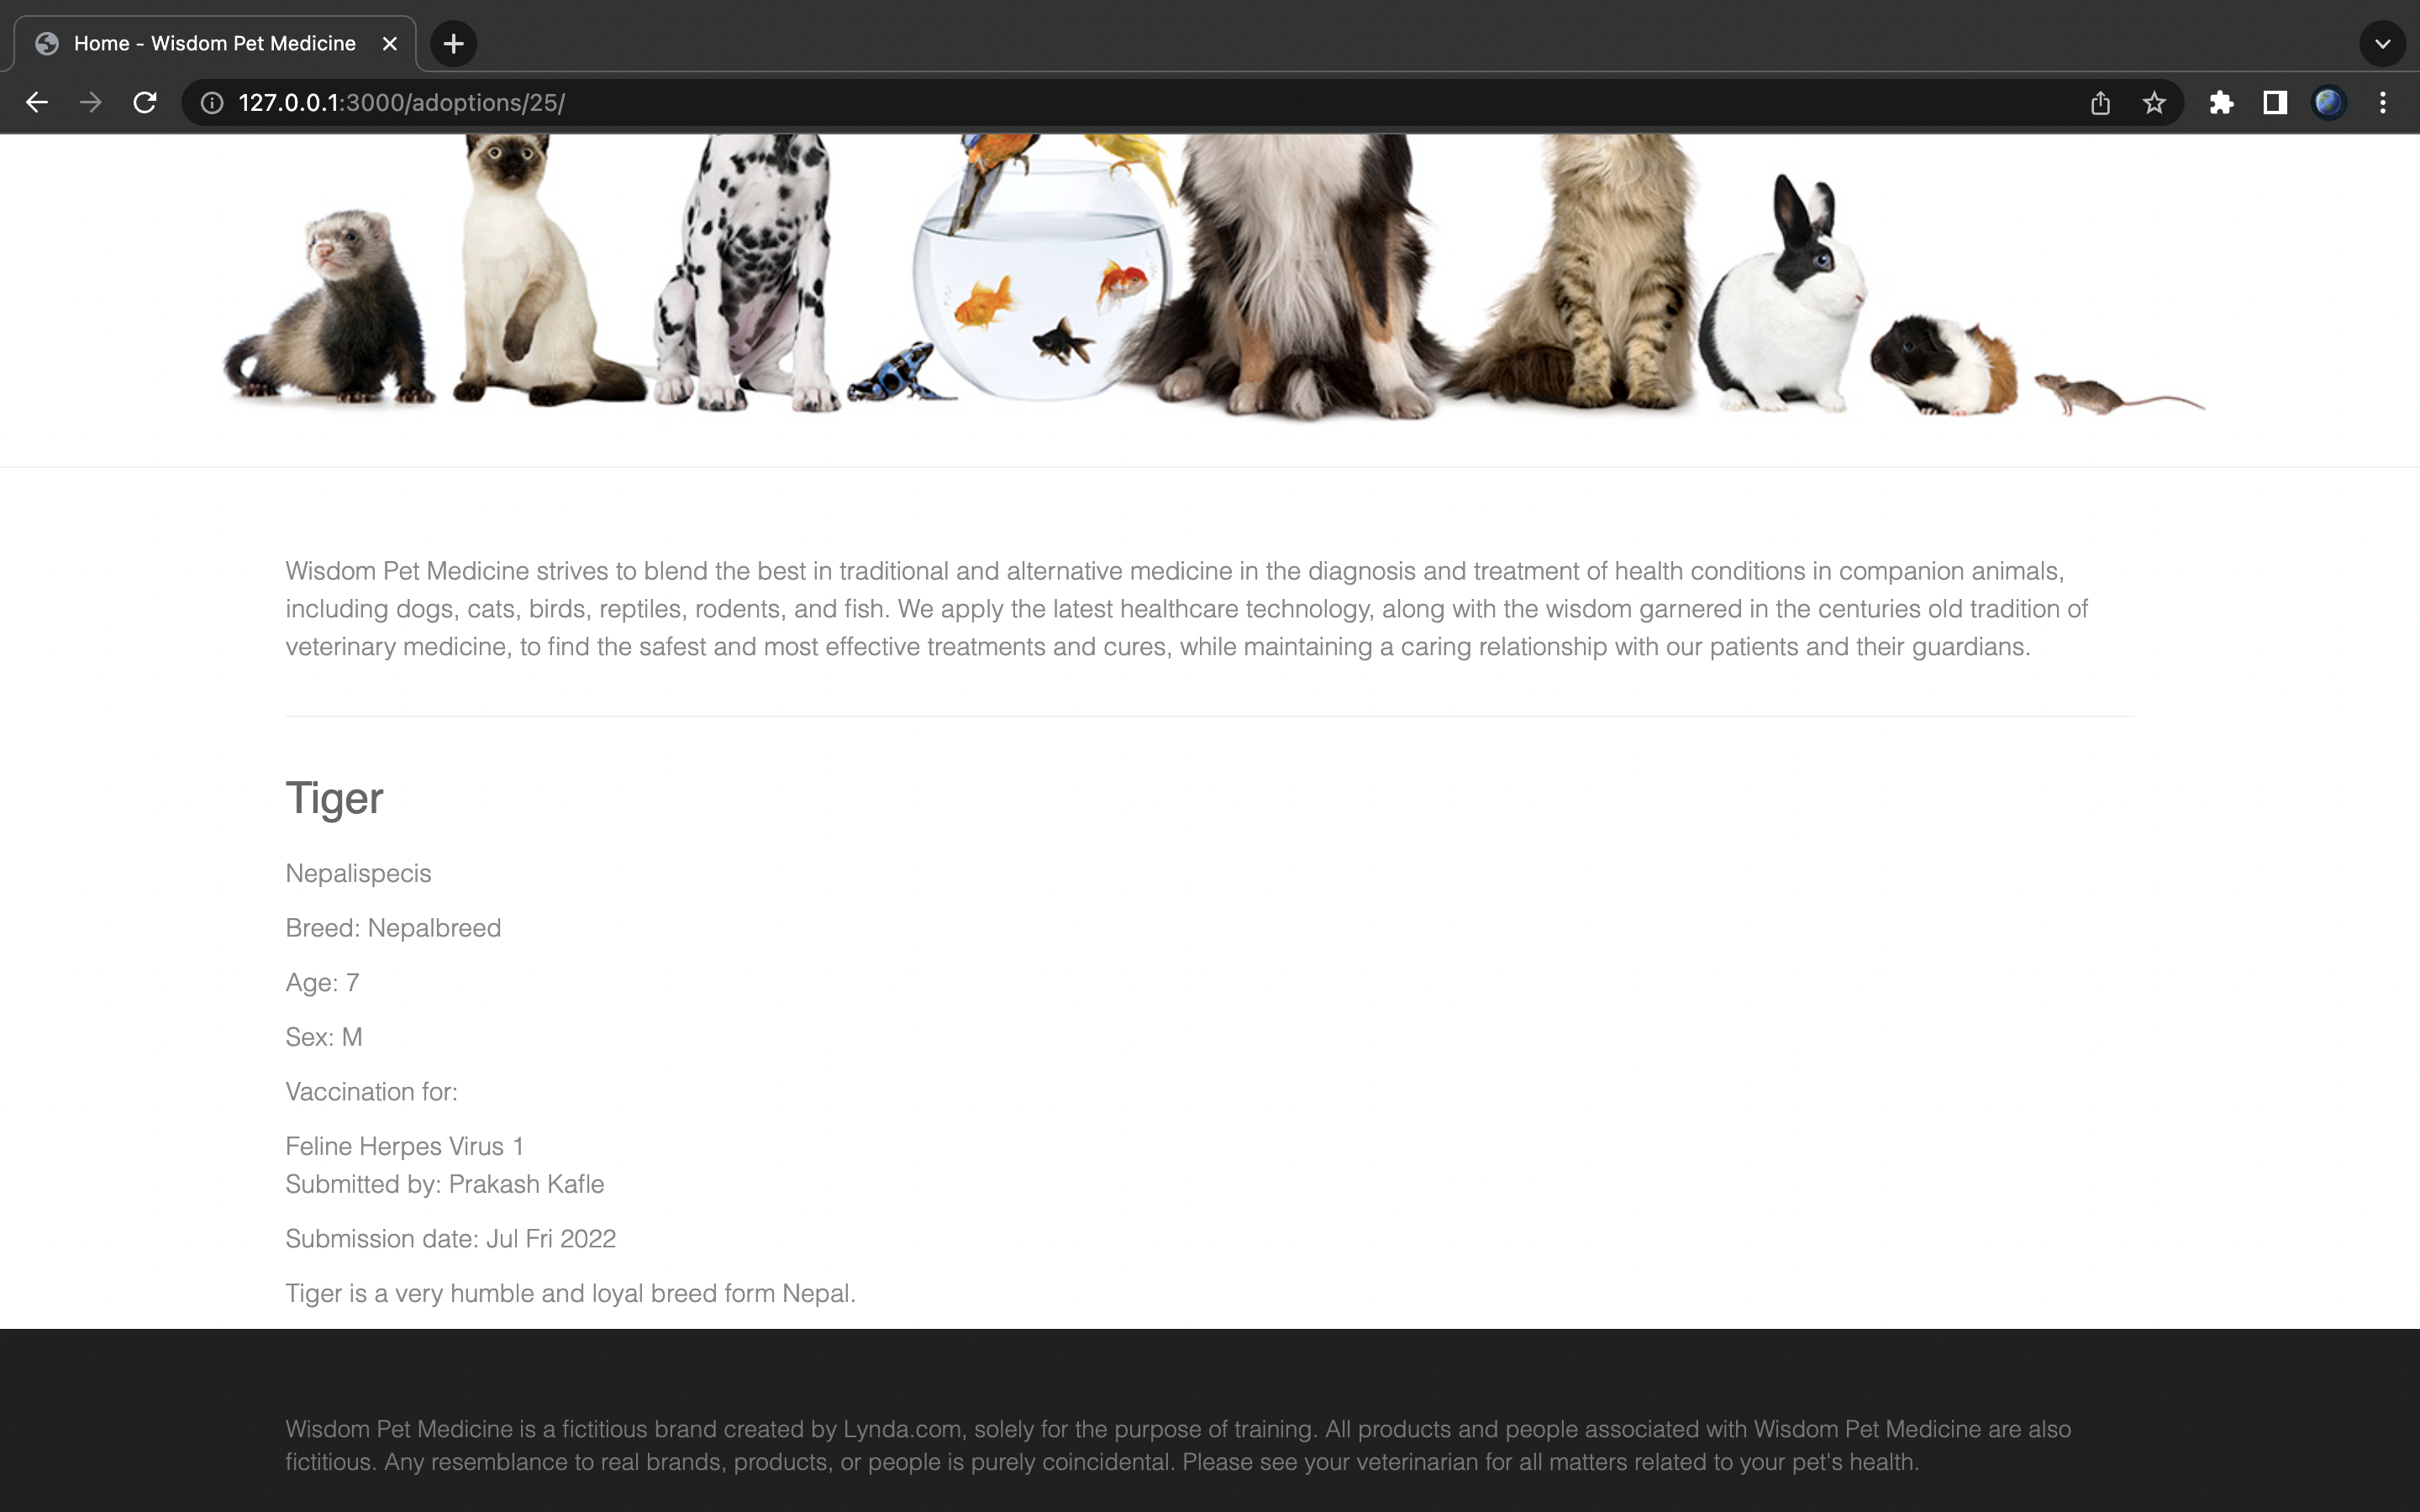 Home - Wisdom Pet Medicine
127.0.0.1:3000/adoptions/25/
Wisdom Pet Medicine strives to blend the best in traditional and alternative medicine in the diagnosis and treatment of health conditions in companion animals,
including dogs, cats, birds, reptiles, rodents, and fish. We apply the latest healthcare technology, along with the wisdom garnered in the centuries old tradition of
veterinary medicine, to find the safest and most effective treatments and cures, while maintaining a caring relationship with our patients and their guardians.
Tiger
Nepalispecis
Breed: Nepalbreed
Age: 7
Sex: M
Vaccination for:
Feline Herpes Virus 1
Submitted by: Prakash Kafle
Submission date: Jul Fri 2022
Tiger is a very humble and loyal breed form Nepal.
Wisdom Pet Medicine is a fictitious brand created by Lynda.com, solely for the purpose of training. All products and people associated with Wisdom Pet Medicine are also
fictitious. Any resemblance to real brands, products, or people is purely coincidental. Please see your veterinarian for all matters related to your pet's health.